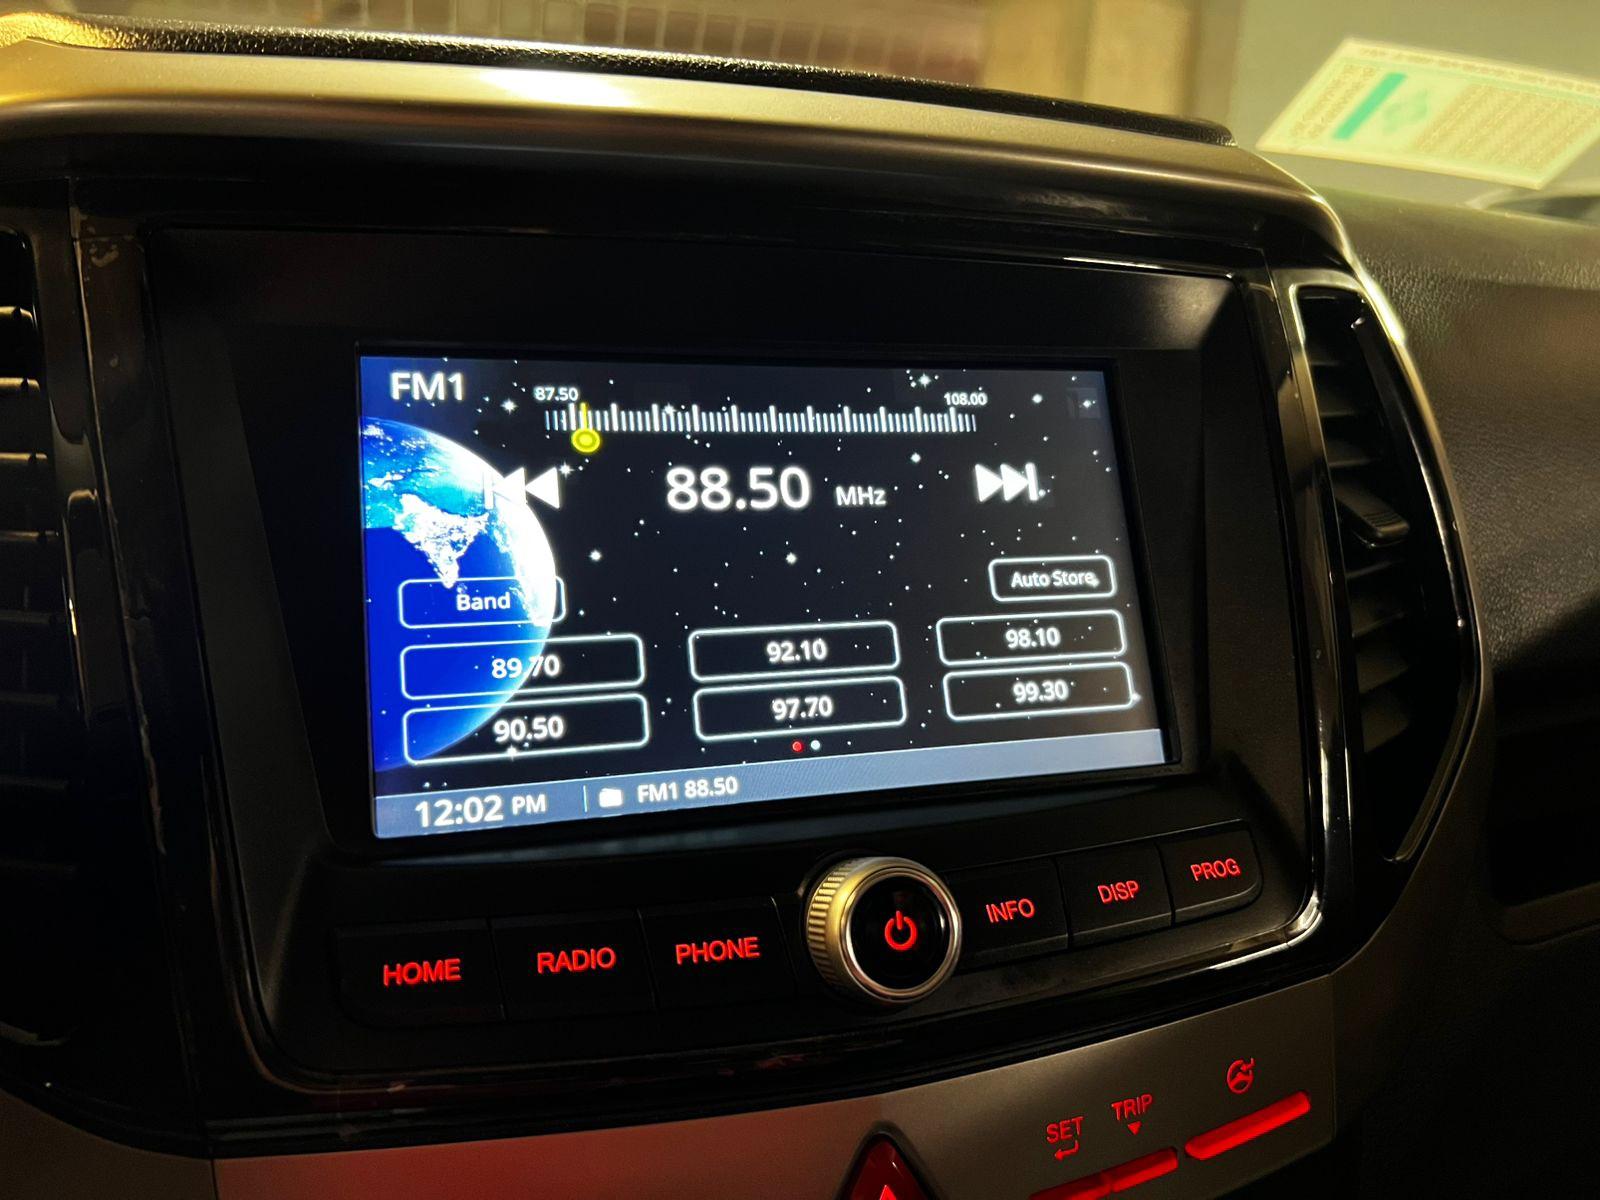 FM1
87.50
108.00
88.50 MHz
Auto Store
Band
89.70
92.10
98.10
90.50
97.70
99.30
12:02 PM
FM1 88.50
HOME
RADIO
PHONE
INFO
DISP
PROG
SET
TRIP